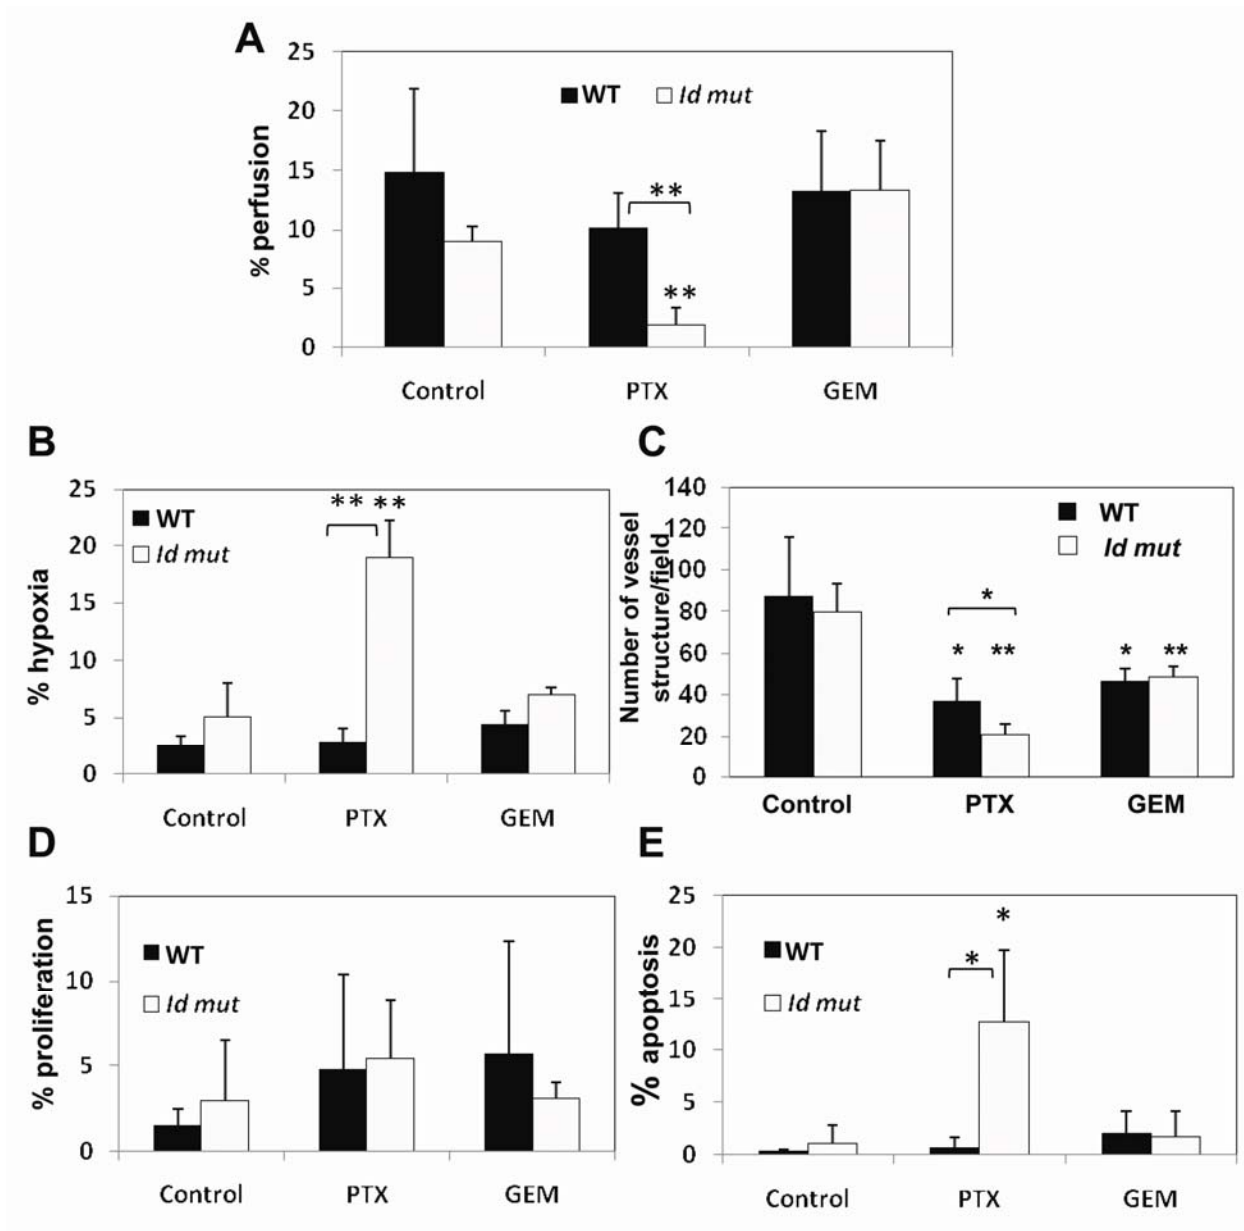 A
25
20
15
10
5
0
% perfusion
WT Id mut
**
**
Control PTX GEM
B
25
20
15
10
5
0
% hypoxia
WT
Id mut
** **
Control PTX GEM
C
140
120
100
80
60
40
20
0
Number of vessel
structure/field
WT
Id mut
*
* ** * **
Control PTX GEM
D
15
10
5
0
% proliferation
WT
Id mut
Control PTX GEM
E
25
20
15
10
5
0
% apoptosis
WT
Id mut
*
*
Control PTX GEM